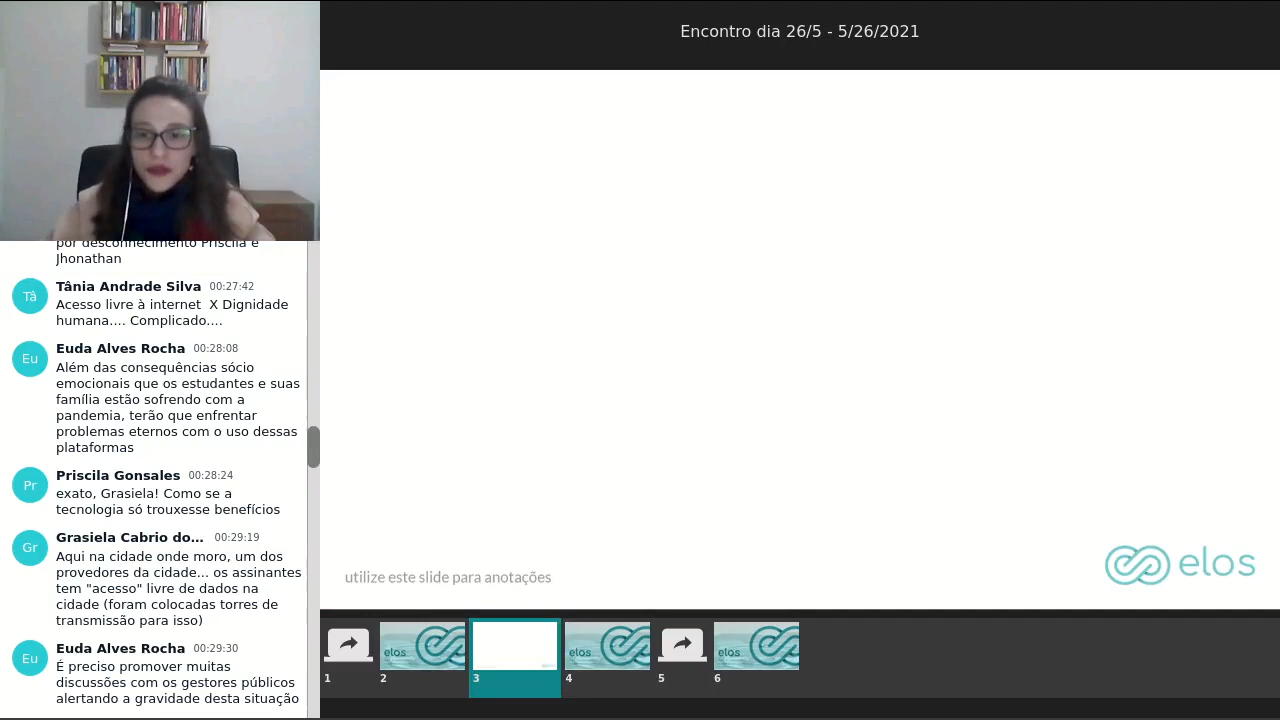 Encontro dia 26/5 - 5/26/2021
por desconhecimento Priscila e
Jhonathan
Tâ
Tânia Andrade Silva 00:27:42
Acesso livre à internet X Dignidade
humana.... Complicado....
Eu
Euda Alves Rocha 00:28:08
Além das consequências sócio
emocionais que os estudantes e suas
família estão sofrendo com a
pandemia, terão que enfrentar
problemas eternos com o uso dessas
plataformas
Pr
Priscila Gonsales 00:28:24
exato, Grasiela! Como se a
tecnologia só trouxesse benefícios
Gr
Grasiela Cabrio do... 00:29:19
Aqui na cidade onde moro, um dos
provedores da cidade... os assinantes
tem "acesso" livre de dados na
cidade (foram colocadas torres de
transmissão para isso)
Eu
Euda Alves Rocha 00:29:30
É preciso promover muitas
discussões com os gestores públicos
alertando a gravidade desta situação
utilize este slide para anotações
elos
elos
elos
elos
1
2
3
4
5
6